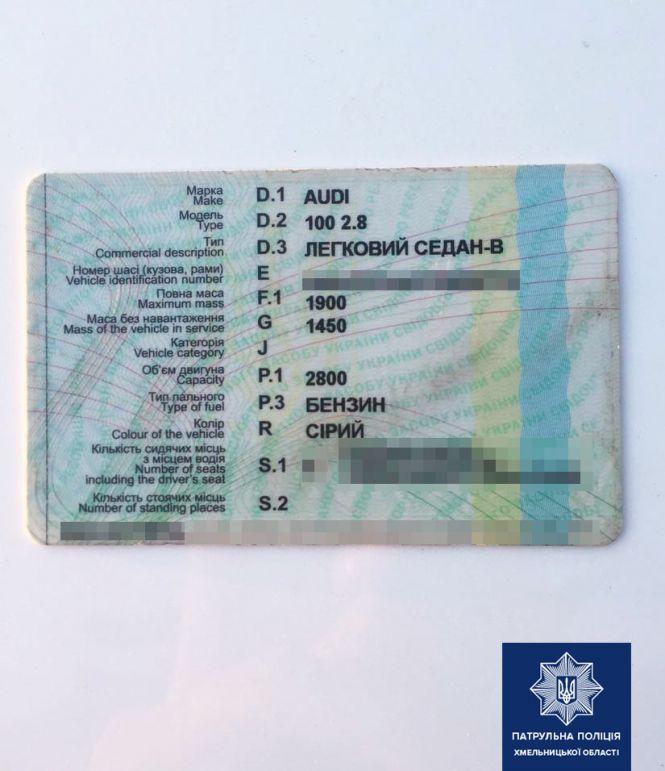 Марка
Make D.1 AUDI
Модель
Type D.2 100 2.8
Тип
Commercial description D.3 ЛЕГКОВИЙ СЕДАН-В
Номер шасі (кузова, рами)
Vehicle identification number E
Повна маса
Maximum mass F.1 1900
Маса без навантаження
Mass of the vehicle in service G 1450
Категорія
Vehicle category J
Об'єм двигуна
Capacity P.1 2800
Тип пального
Type of fuel P.3 БЕНЗИН
Колір
Colour of the vehicle R СІРИЙ
Кількість сидячих місць
з місцем водія
Number of seats
including the driver's seat S.1
Кількість стоячих місць
Number of standing places S.2
ПАТРУЛЬНА ПОЛІЦІЯ
ХМЕЛЬНИЦЬКОЇ ОБЛАСТІ